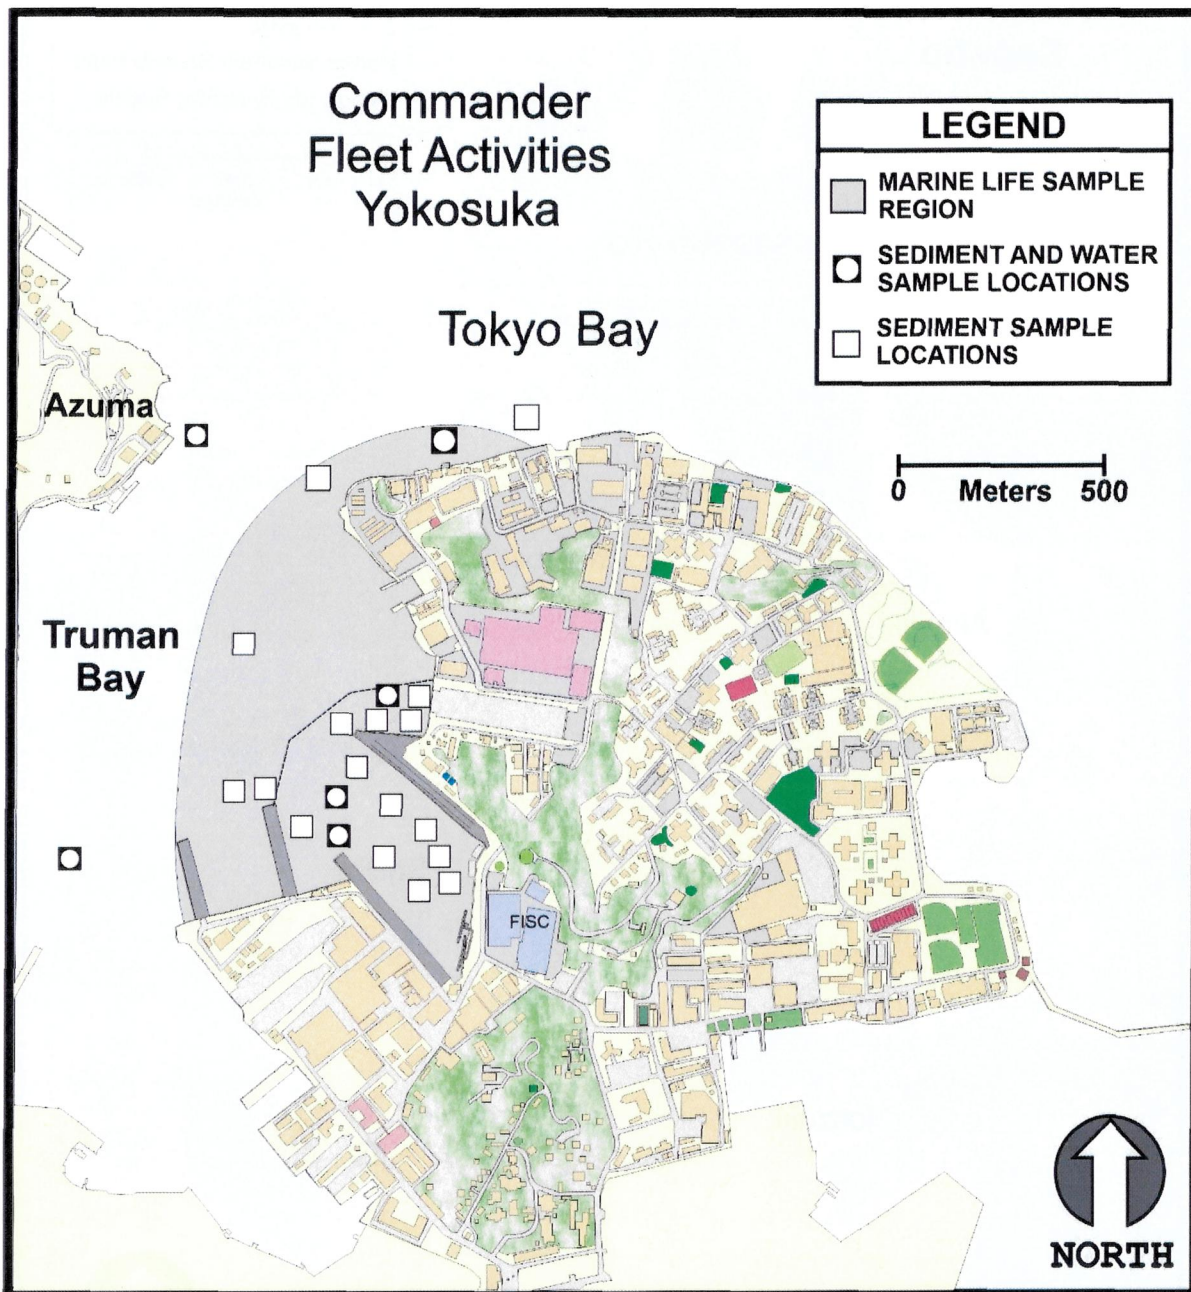 Commander
Fleet Activities
Yokosuka
LEGEND
MARINE LIFE SAMPLE
REGION
SEDIMENT AND WATER
SAMPLE LOCATIONS
SEDIMENT SAMPLE
LOCATIONS
Tokyo Bay
Azuma
0 Meters 500
Truman
Bay
FISC
NORTH